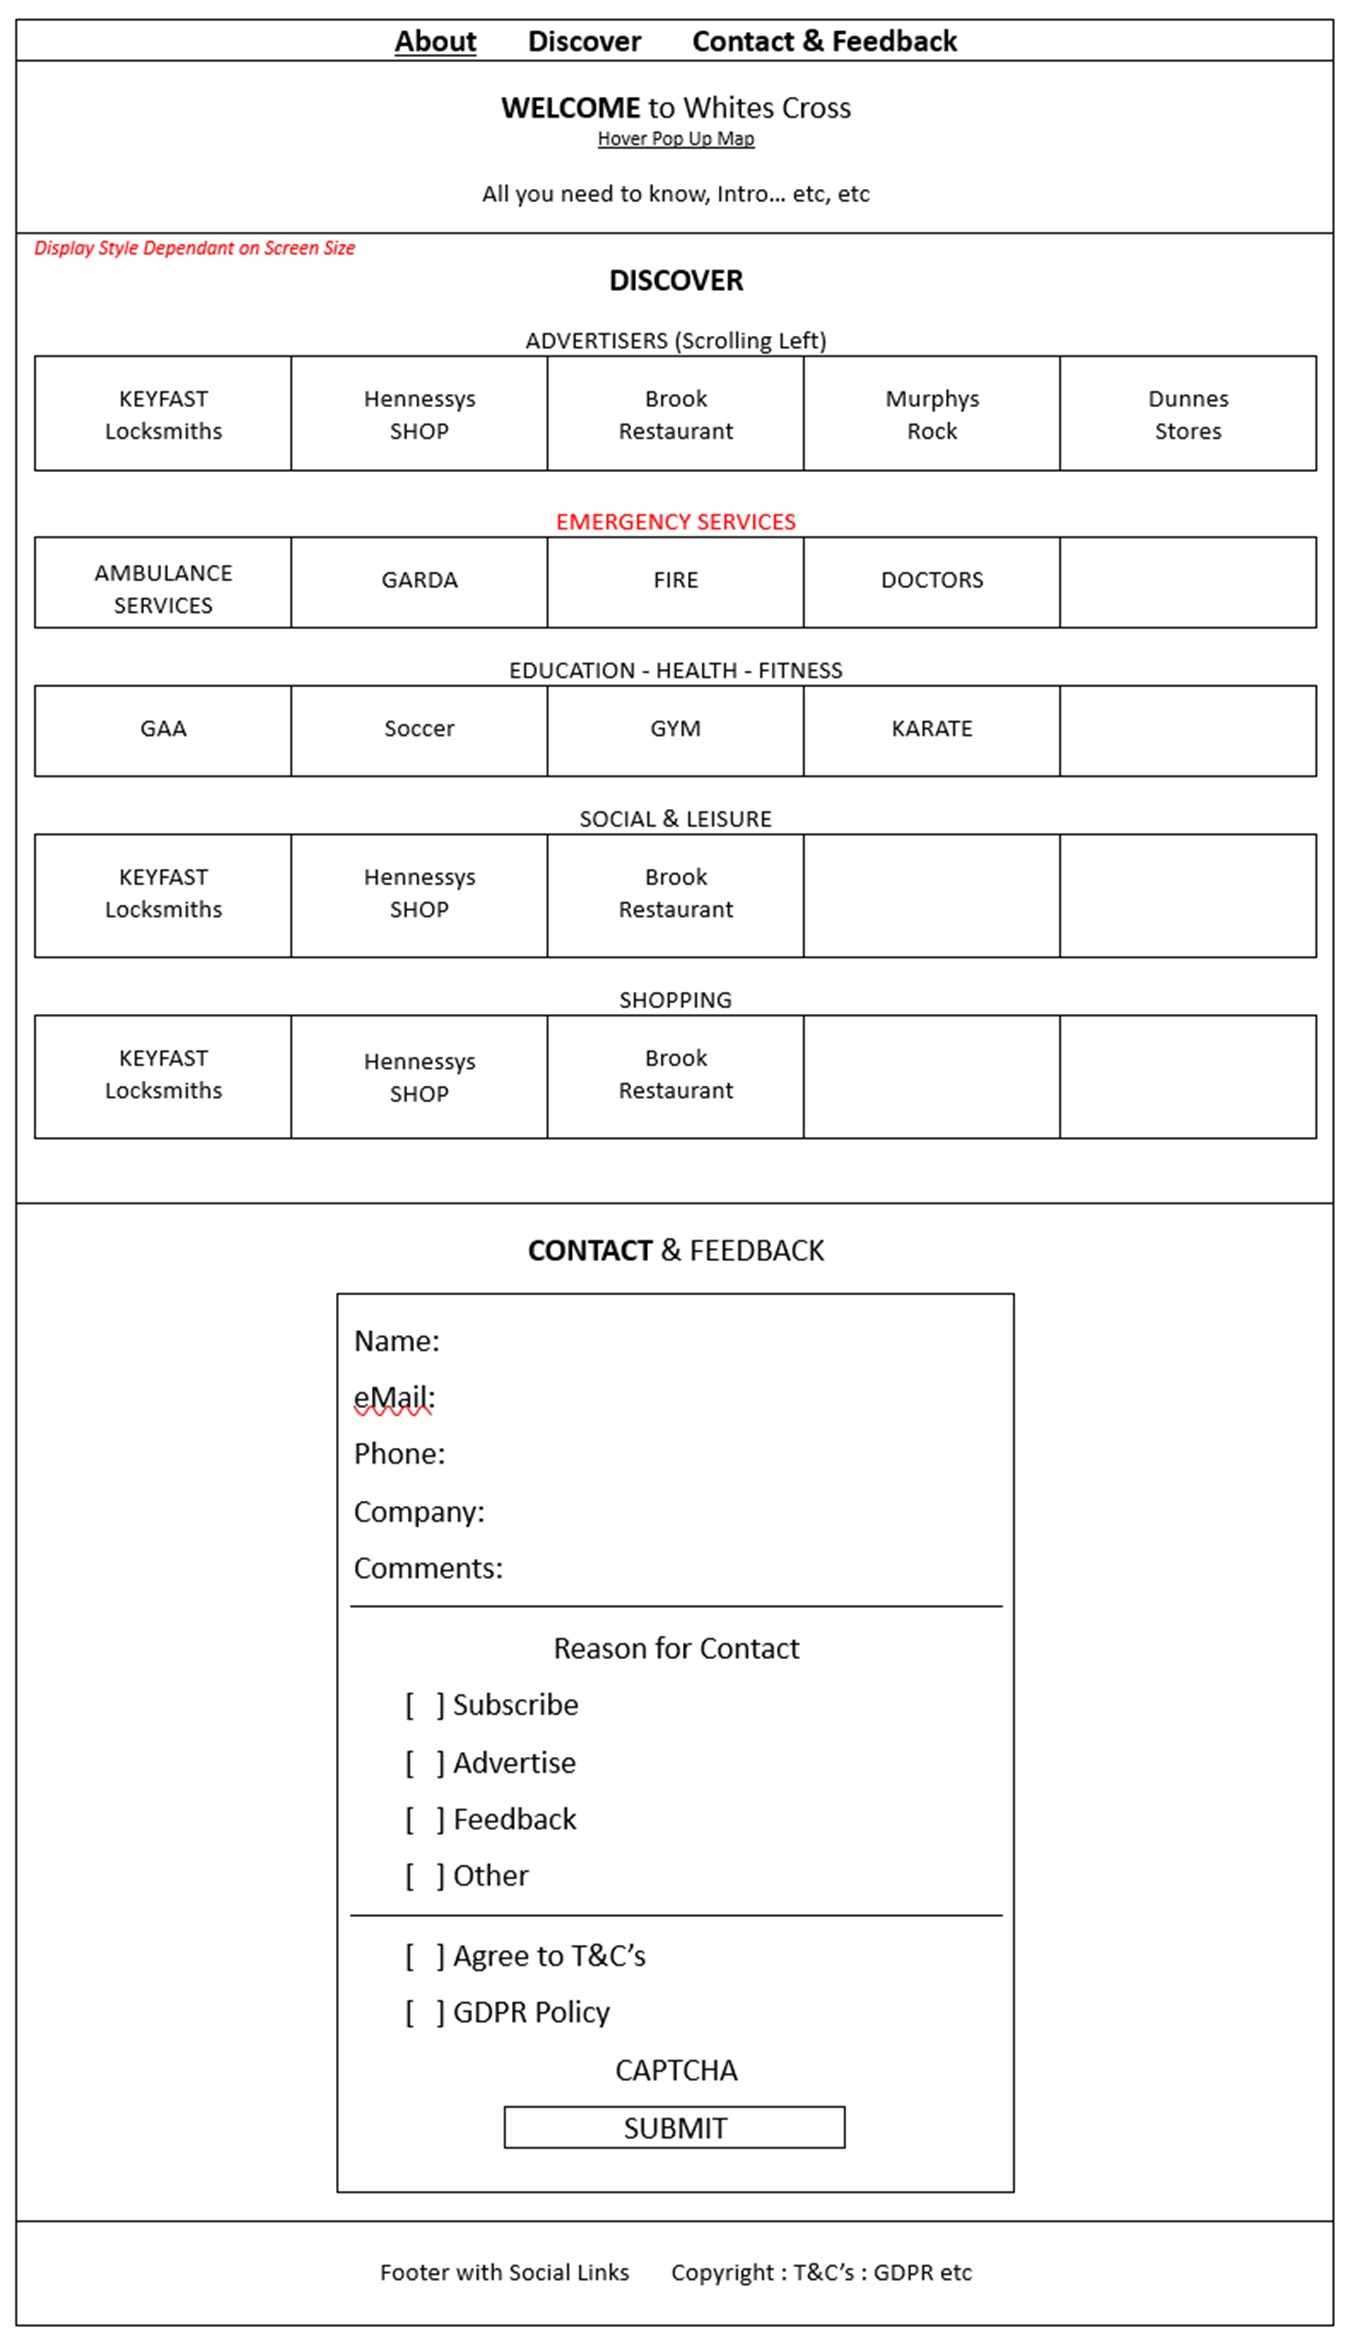 About Discover Contact & Feedback
WELCOME to Whites Cross
Hover Pop Up Map
All you need to know, Intro... etc, etc
Display Style Dependant on Screen Size
DISCOVER
ADVERTISERS (Scrolling Left)
KEYFAST
Locksmiths
Hennessys
SHOP
Brook
Restaurant
Murphys
Rock
Dunnes
Stores
EMERGENCY SERVICES
AMBULANCE
SERVICES
GARDA
FIRE
DOCTORS
EDUCATION - HEALTH - FITNESS
GAA
Soccer
GYM
KARATE
SOCIAL & LEISURE
KEYFAST
Locksmiths
Hennessys
SHOP
Brook
Restaurant
SHOPPING
KEYFAST
Locksmiths
Hennessys
SHOP
Brook
Restaurant
CONTACT & FEEDBACK
Name:
eMail:
Phone:
Company:
Comments:
Reason for Contact
[ ] Subscribe
[ ] Advertise
[ ] Feedback
[ ] Other
[ ] Agree to T&C’s
[ ] GDPR Policy
CAPTCHA
SUBMIT
Footer with Social Links Copyright : T&C’s : GDPR etc